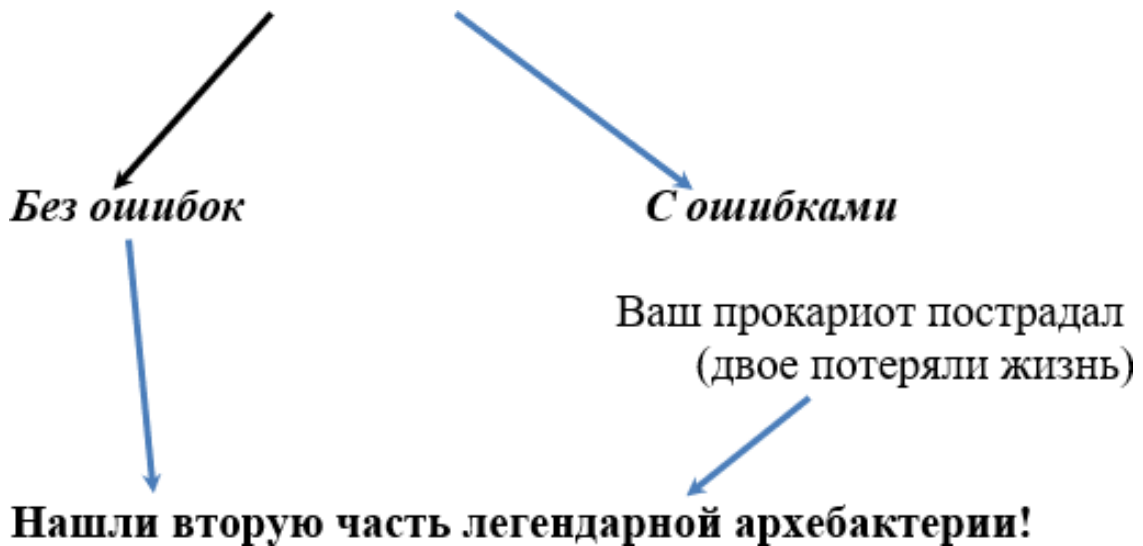 Без ошибок
С ошибками
Ваш прокариот пострадал
(двое потеряли жизнь)
Нашли вторую часть легендарной архебактерии!